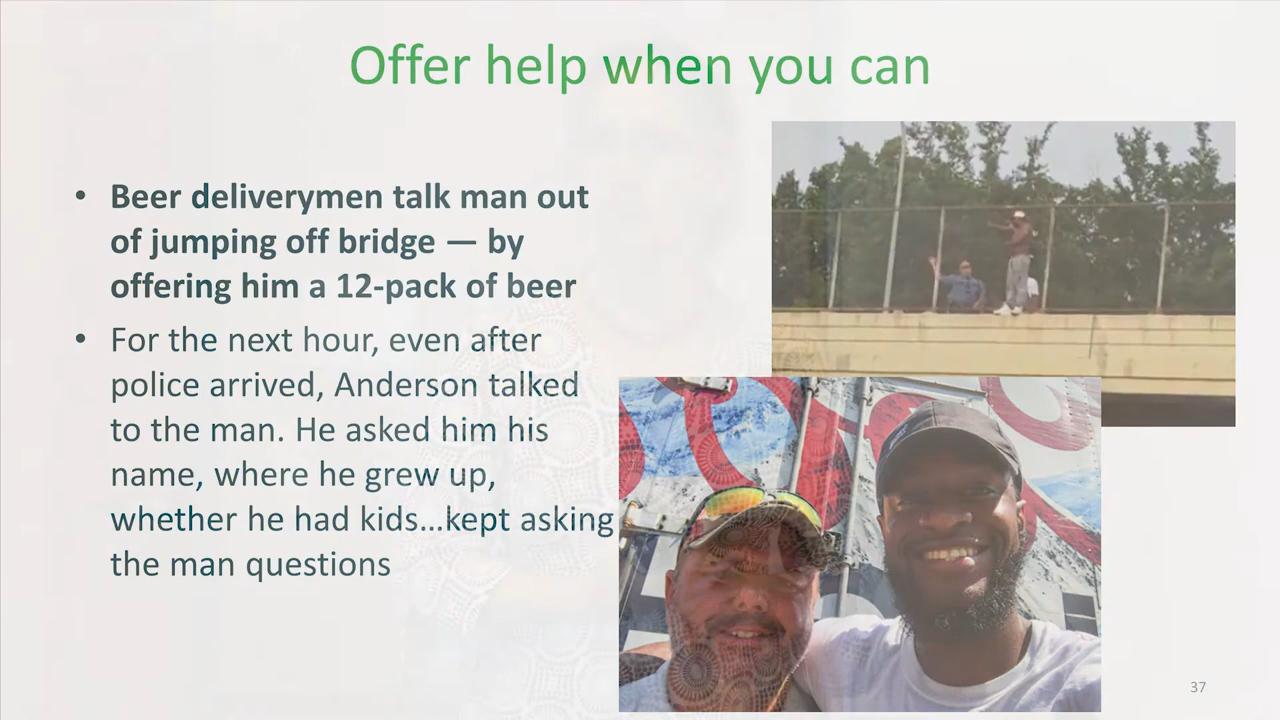 Offer help when you can
• Beer deliverymen talk man out
of jumping off bridge — by
offering him a 12-pack of beer
• For the next hour, even after
police arrived, Anderson talked
to the man. He asked him his
name, where he grew up,
whether he had kids…kept asking
the man questions
37